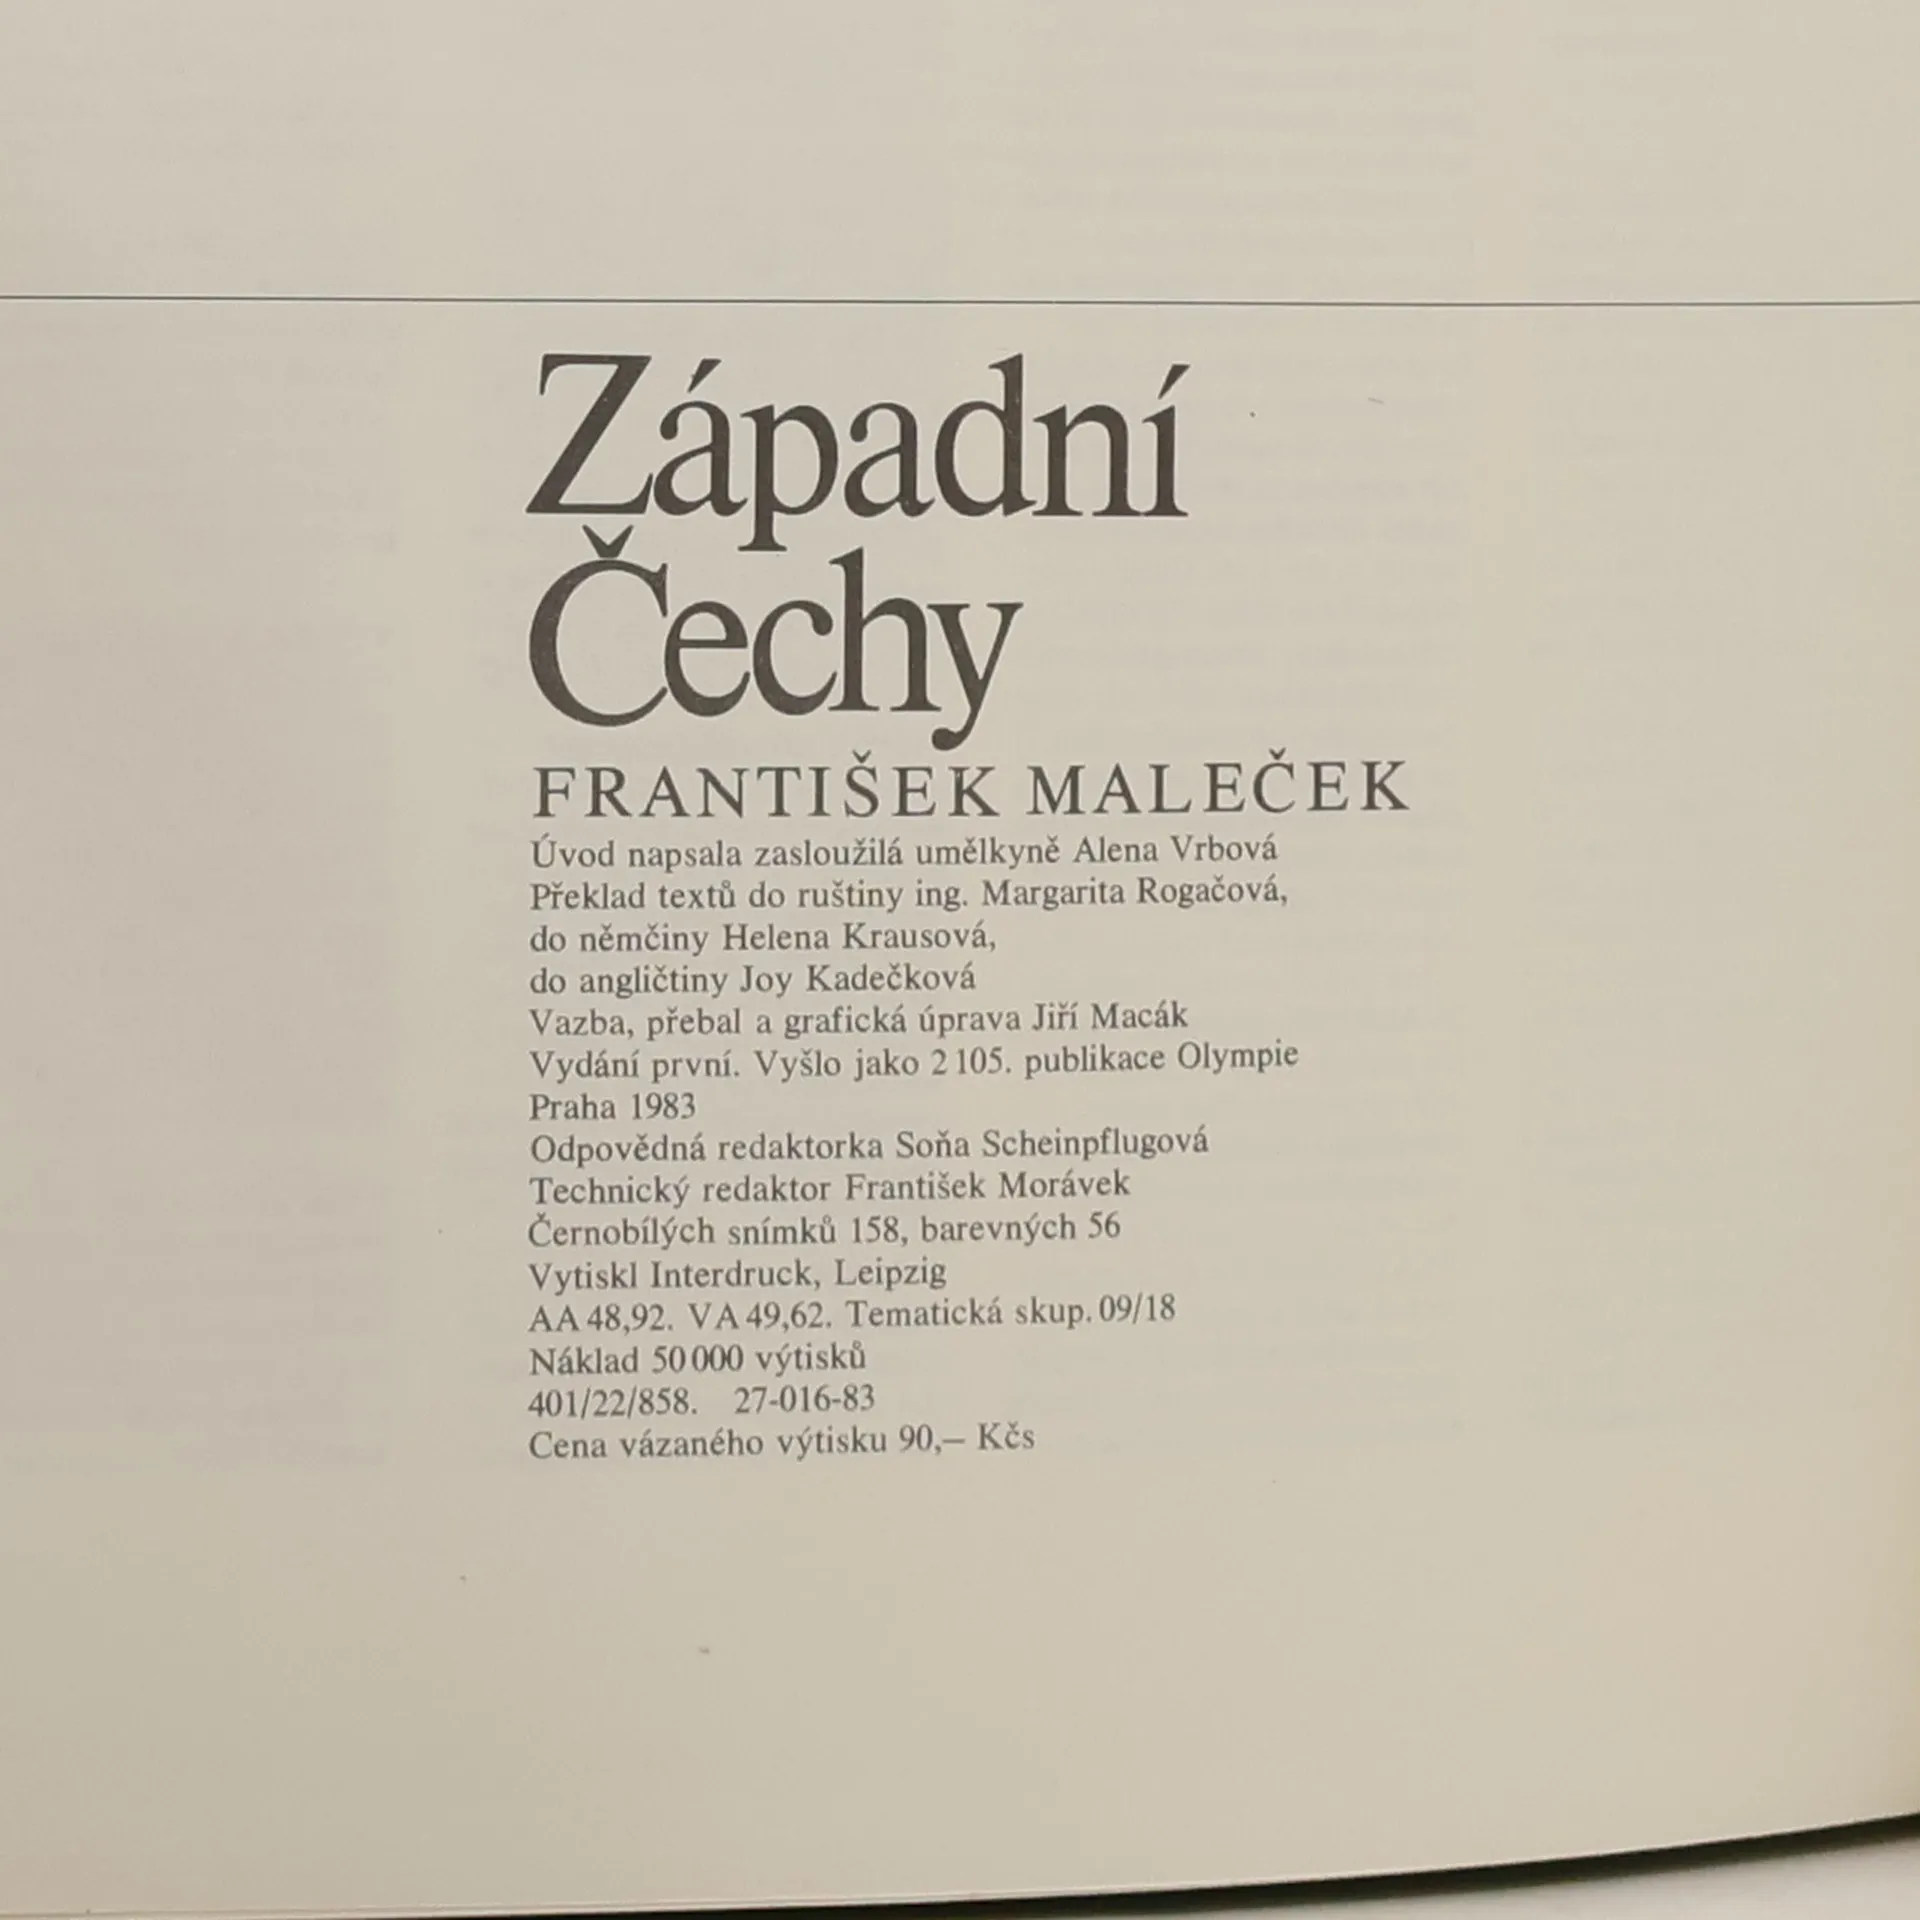 Západní
Čechy
FRANTIŠEK MALEČEK
Úvod napsala zasloužilá umělkyně Alena Vrbová
Překlad textů do ruštiny ing. Margarita Rogačová,
do němčiny Helena Krausová,
do angličtiny Joy Kadečková
Vazba, přebal a grafická úprava Jiří Macák
Vydání první. Vyšlo jako 2 105. publikace Olympie
Praha 1983
Odpovědná redaktorka Soňa Scheinpflugová
Technický redaktor František Morávek
Černobílých snímků 158, barevných 56
Vytiskl Interdruck, Leipzig
AA 48,92. VA 49,62. Tematická skup. 09/18
Náklad 50 000 výtisků
401/22/858. 27-016-83
Cena vázaného výtisku 90,– Kčs